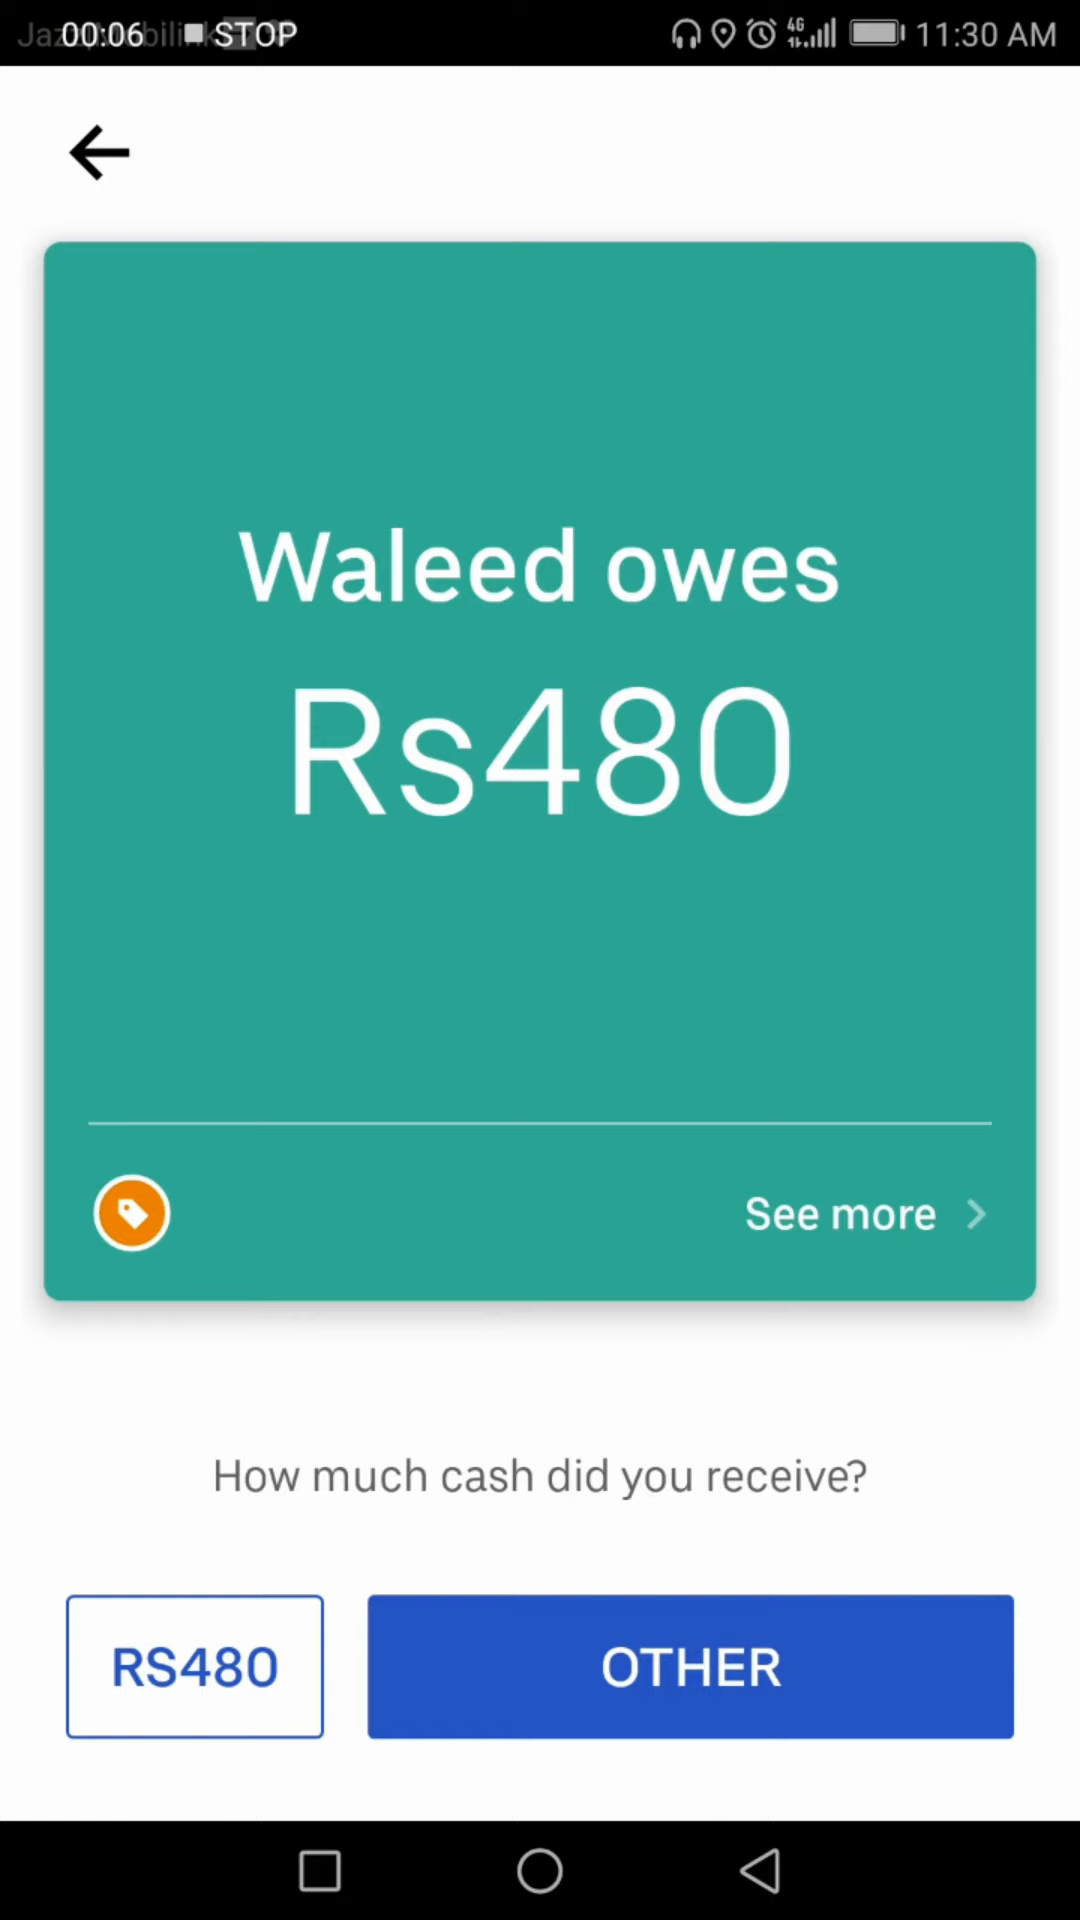 00:06 STOP 4G 11:30 AM
Waleed owes
Rs480
See more
How much cash did you receive?
RS480 OTHER